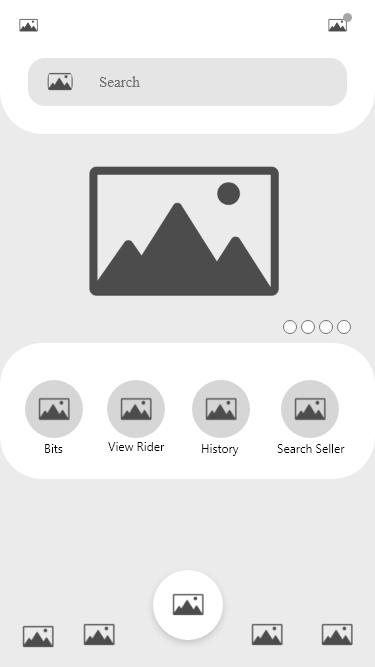 Search
Bits
View Rider
History
Search Seller